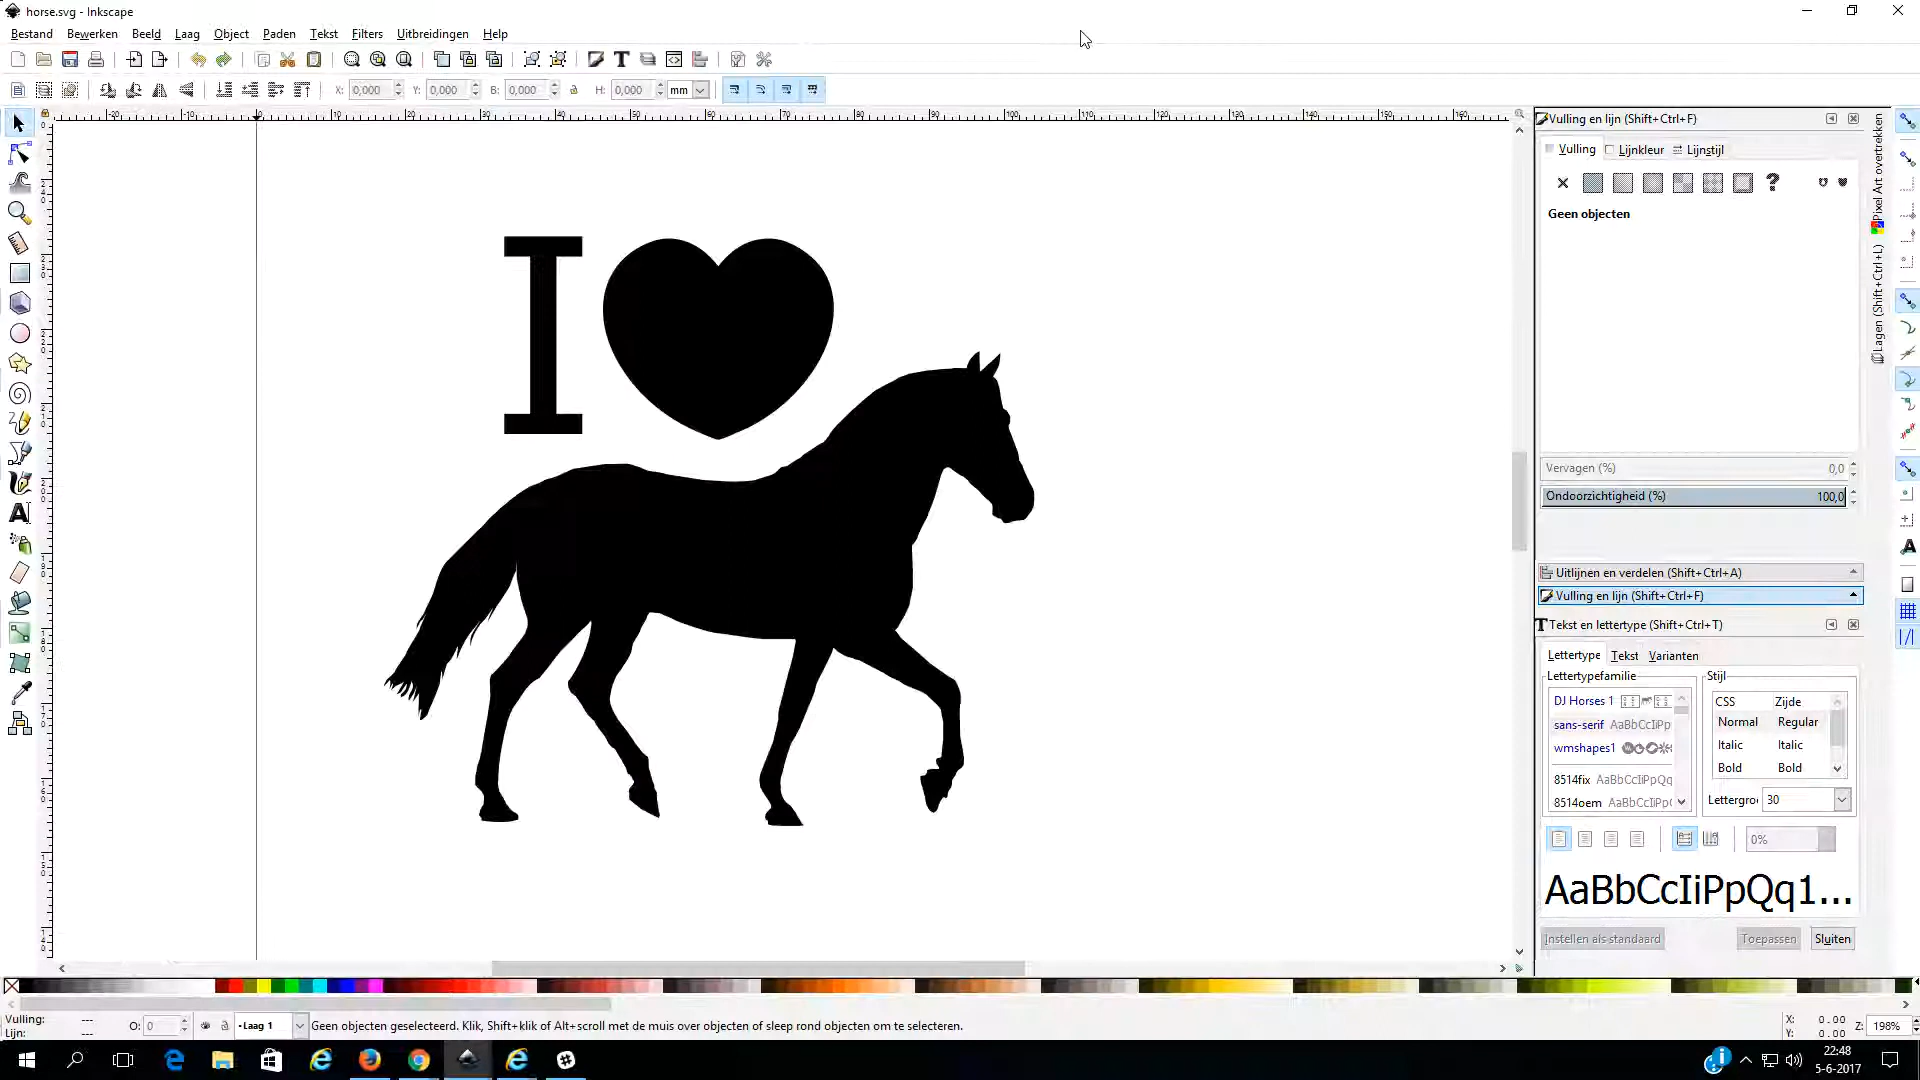 horse.svg - Inkscape
Bestand Bewerken Beeld Laag Object Paden Tekst Filters Uitbreidingen Help
X: 0,000 Y: 0,000 B: 0,000 H: 0,000 mm
Vulling en lijn (Shift+Ctrl+F)
Vulling Lijnkleur Lijnstijl
Geen objecten
Pixel Art overtrekken
Lagen (Shift+Ctrl+L)
I
Vervagen (%) 0,0
Ondoorzichtigheid (%) 100,0
Uitlijnen en verdelen (Shift+Ctrl+A)
Vulling en lijn (Shift+Ctrl+F)
Tekst en lettertype (Shift+Ctrl+T)
Lettertype Tekst Varianten
Lettertypefamilie Stijl
DJ Horses 1 CSS Zijde
sans-serif AaBbCcIiPp Normal Regular
wmshapes1 Italic Italic
8514fix AaBbCcIiPpQq Bold Bold
8514oem AaBbCcIiPp
Lettergro 30
0%
AaBbCcIiPpQq1...
Instellen als standaard Toepassen Sluiten
Vulling: ---
Lijn: ---
O: 0 Laag 1 Geen objecten geselecteerd. Klik, Shift+klik of Alt+scroll met de muis over objecten of sleep rond objecten om te selecteren.
X: 0.00
Y: 0.00
Z: 198%
22:48
5-6-2017